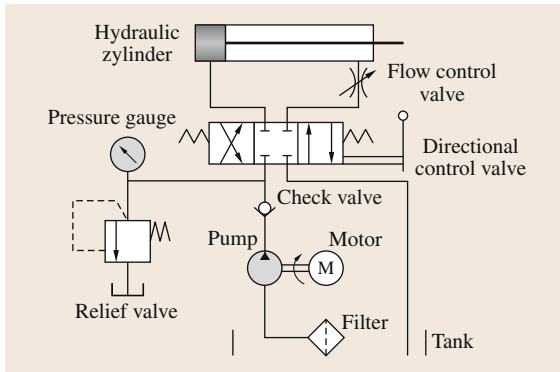 Hydraulic
zylinder
Flow control
valve
Pressure gauge
Directional
control valve
Check valve
Pump
Motor
M
Relief valve
Filter
Tank